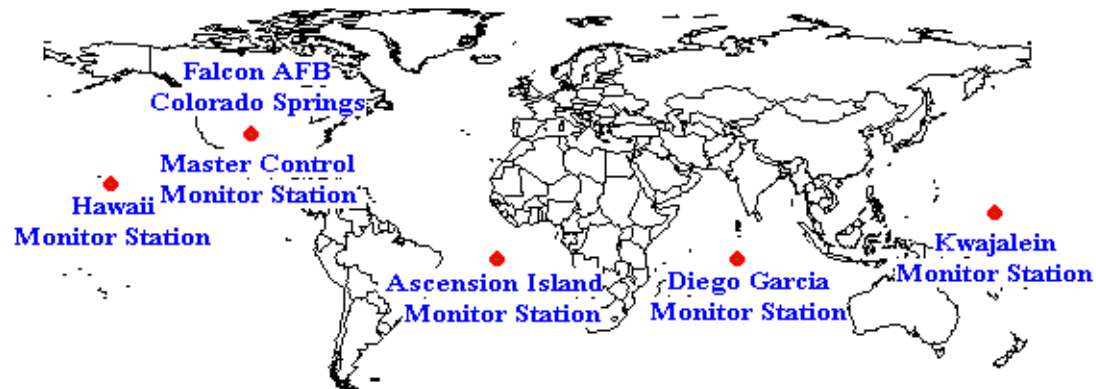 Falcon AFB
Colorado Springs
Master Control
Monitor Station
Hawaii
Monitor Station
Ascension Island
Monitor Station
Diego Garcia
Monitor Station
Kwajalein
Monitor Station